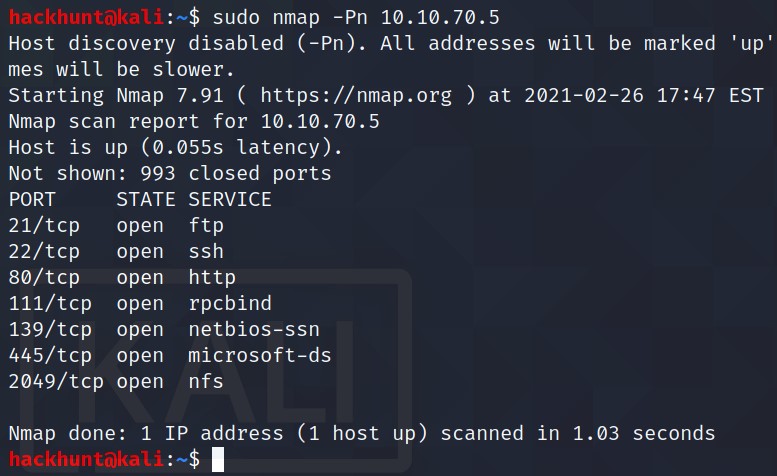 hackhunt@kali:~$ sudo nmap -Pn 10.10.70.5
Host discovery disabled (-Pn). All addresses will be marked 'up'
mes will be slower.
Starting Nmap 7.91 ( https://nmap.org ) at 2021-02-26 17:47 EST
Nmap scan report for 10.10.70.5
Host is up (0.055s latency).
Not shown: 993 closed ports
PORT     STATE SERVICE
21/tcp   open  ftp
22/tcp   open  ssh
80/tcp   open  http
111/tcp  open  rpcbind
139/tcp  open  netbios-ssn
445/tcp  open  microsoft-ds
2049/tcp open  nfs
KALI
Nmap done: 1 IP address (1 host up) scanned in 1.03 seconds
hackhunt@kali:~$